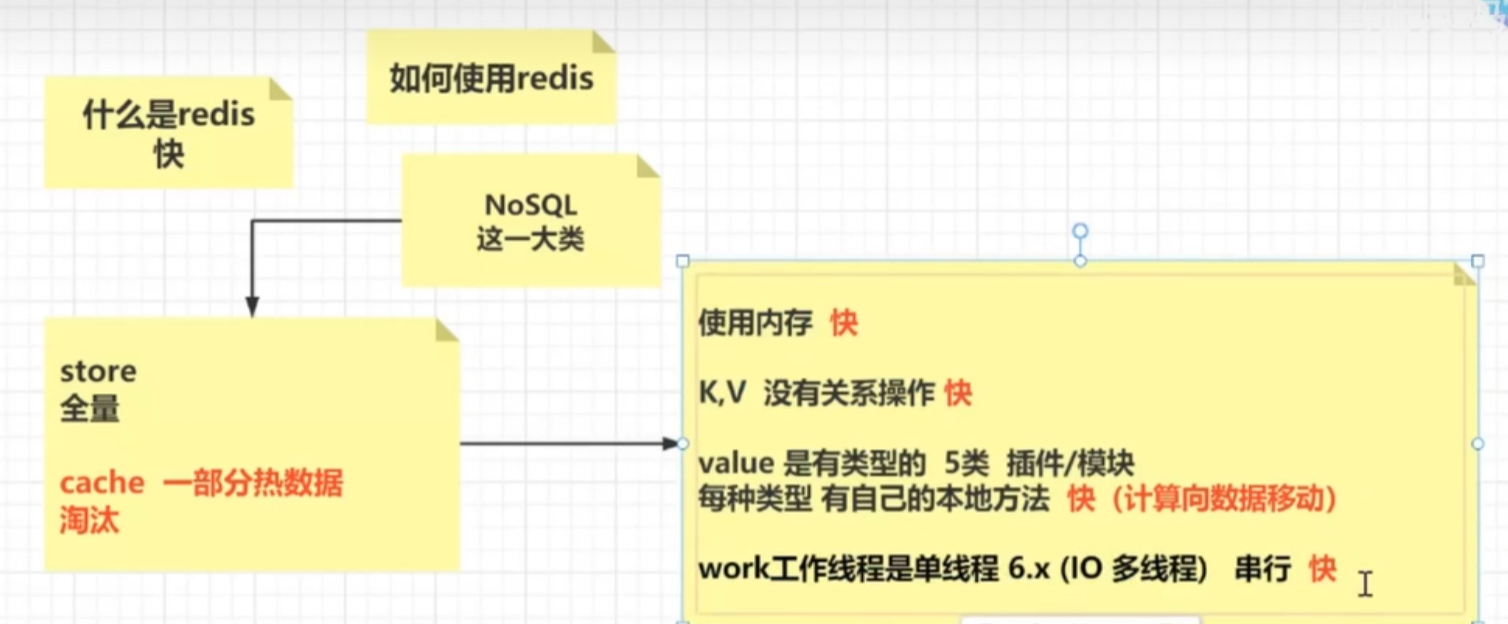 如何使用redis
什么是redis
快
NoSQL
这一大类
store
全量
cache 一部分热数据
淘汰
使用内存 快
K,V 没有关系操作 快
value 是有类型的 5类 插件/模块
每种类型 有自己的本地方法 快（计算向数据移动）
work工作线程是单线程 6.x (IO 多线程) 串行 快